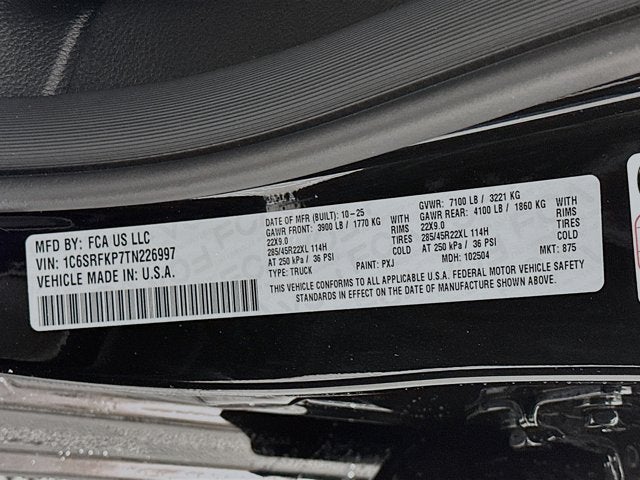 MFD BY: FCA US LLC
VIN: 1C6SRFKP7TN226997
VEHICLE MADE IN: U.S.A.
DATE OF MFR (BUILT): 10-25
GAWR FRONT: 3900 LB / 1770 KG WITH
22X9.0 RIMS
285/45R22XL 114H TIRES
AT 250 kPa / 36 PSI COLD
TYPE: TRUCK PAINT: PXJ
GVWR: 7100 LB / 3221 KG
GAWR REAR: 4100 LB / 1860 KG WITH
22X9.0 RIMS
285/45R22XL 114H TIRES
AT 250 kPa / 36 PSI COLD
MDH: 102504 MKT: 875
THIS VEHICLE CONFORMS TO ALL APPLICABLE U.S.A. FEDERAL MOTOR VEHICLE SAFETY
STANDARDS IN EFFECT ON THE DATE OF MANUFACTURE SHOWN ABOVE.